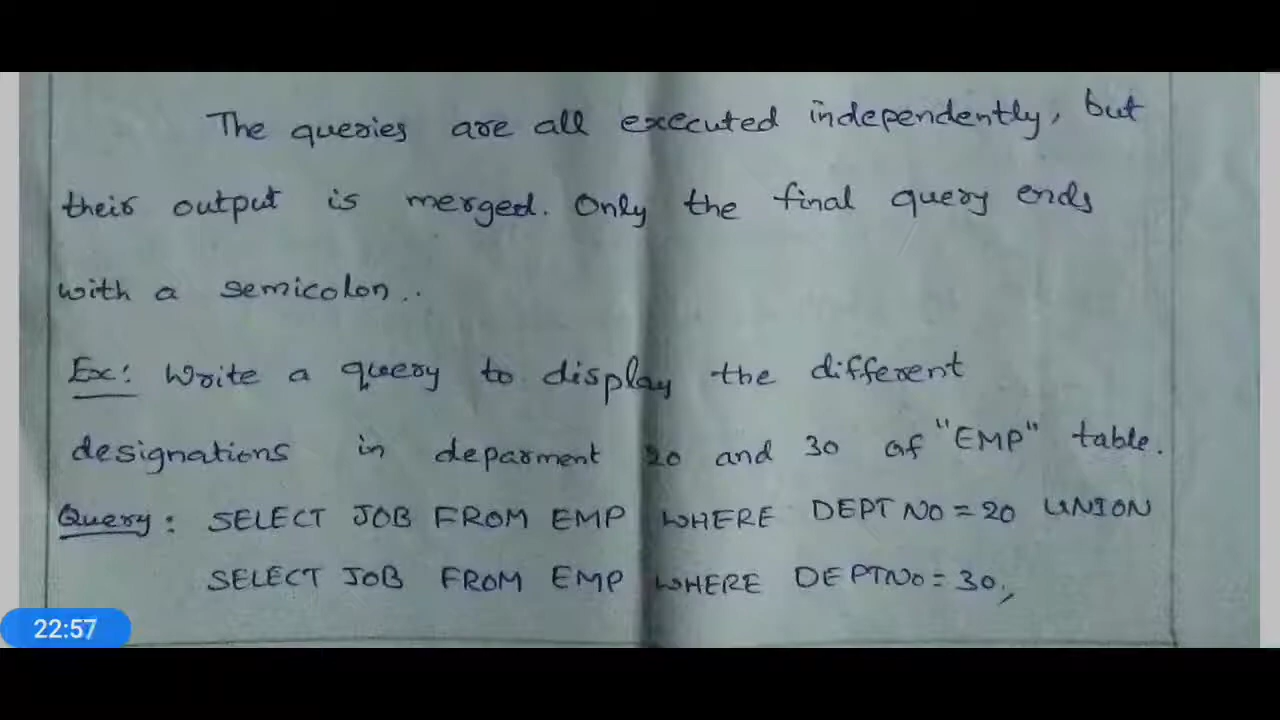 The queries are all executed independently, but
their output is merged. Only the final query ends
with a semicolon..
Ex: Write a query to display the different
designations in deparment 20 and 30 of "EMP" table.
Query: SELECT JOB FROM EMP WHERE DEPTNO = 20 UNION
SELECT JOB FROM EMP WHERE DEPTNO = 30;
22:57